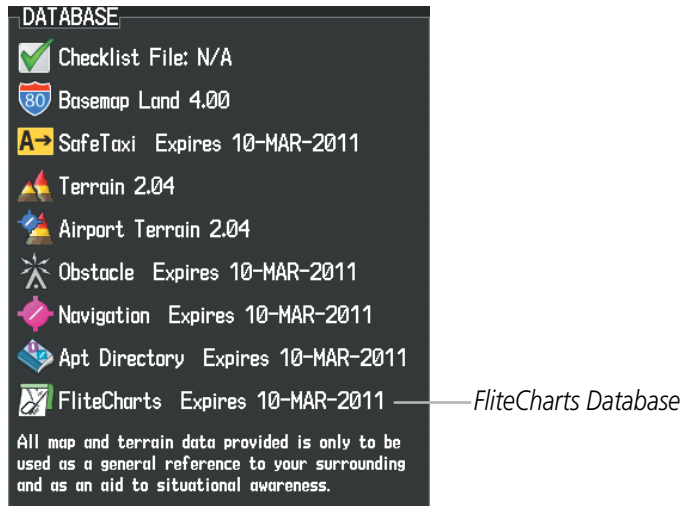 DATABASE
Checklist File: N/A
80 Basemap Land 4.00
A→ SafeTaxi Expires 10-MAR-2011
Terrain 2.04
Airport Terrain 2.04
Obstacle Expires 10-MAR-2011
Navigation Expires 10-MAR-2011
Apt Directory Expires 10-MAR-2011
FliteCharts Expires 10-MAR-2011 FliteCharts Database
All map and terrain data provided is only to be
used as a general reference to your surrounding
and as an aid to situational awareness.